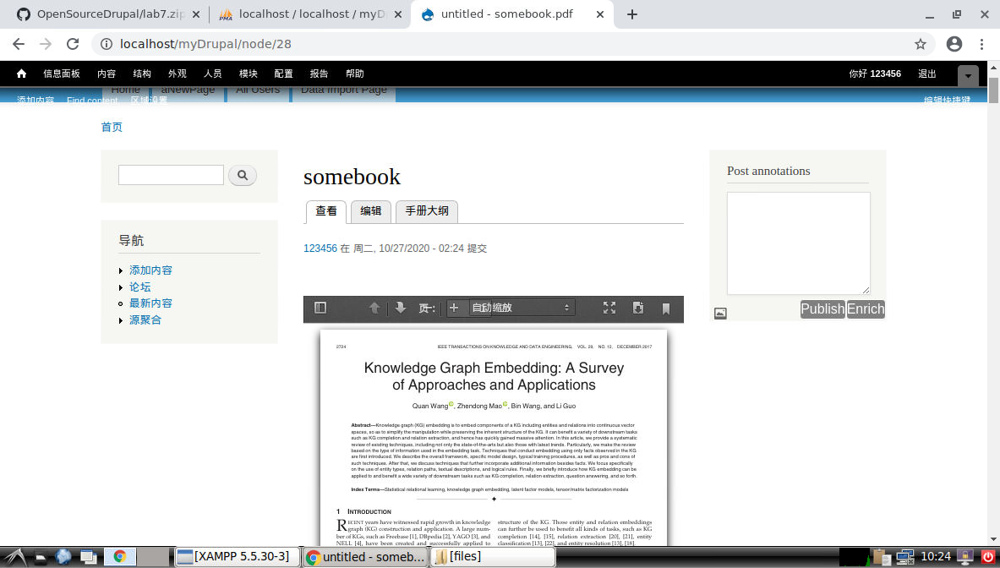 OpenSourceDrupal/lab7.zip
localhost / localhost / myD
untitled - somebook.pdf
localhost/myDrupal/node/28
信息面板 内容 结构 外观 人员 模块 配置 报告 帮助 你好 123456 退出
Home aNewPage All Users Data Import Page
添加内容 Find content 区域设置 编辑快捷键
首页
somebook
查看 编辑 手册大纲
123456 在 周二, 10/27/2020 - 02:24 提交
导航
添加内容
论坛
最新内容
源聚合
Post annotations
Publish Enrich
页: 自动缩放
2724 IEEE TRANSACTIONS ON KNOWLEDGE AND DATA ENGINEERING, VOL. 29, NO. 12, DECEMBER 2017
Knowledge Graph Embedding: A Survey
of Approaches and Applications
Quan Wang, Zhendong Mao, Bin Wang, and Li Guo
Abstract—Knowledge graph (KG) embedding is to embed components of a KG including entities and relations into continuous vector
spaces, so as to simplify the manipulation while preserving the inherent structure of the KG. It can benefit a variety of downstream tasks
such as KG completion and relation extraction, and hence has quickly gained massive attention. In this article, we provide a systematic
review of existing techniques, including not only the state-of-the-arts but also those with latest trends. Particularly, we make the review
based on the type of information used in the embedding task. Techniques that conduct embedding using only facts observed in the KG
are first introduced. We describe the overall framework, specific model design, typical training procedures, as well as pros and cons of
such techniques. After that, we discuss techniques that further incorporate additional information besides facts. We focus specifically
on the use of entity types, relation paths, textual descriptions, and logical rules. Finally, we briefly introduce how KG embedding can be
applied to and benefit a wide variety of downstream tasks such as KG completion, relation extraction, question answering, and so forth.
Index Terms—Statistical relational learning, knowledge graph embedding, latent factor models, tensor/matrix factorization models
1 INTRODUCTION
RECENT years have witnessed rapid growth in knowledge
graph (KG) construction and application. A large num-
ber of KGs, such as Freebase [1], DBpedia [2], YAGO [3], and
NELL [4], have been created and successfully applied to
structure of the KG. Those entity and relation embeddings
can further be used to benefit all kinds of tasks, such as KG
completion [14], [15], relation extraction [20], [21], entity
classification [13], [22], and entity resolution [13], [18].
[XAMPP 5.5.30-3] untitled - someb... [files] 10:24